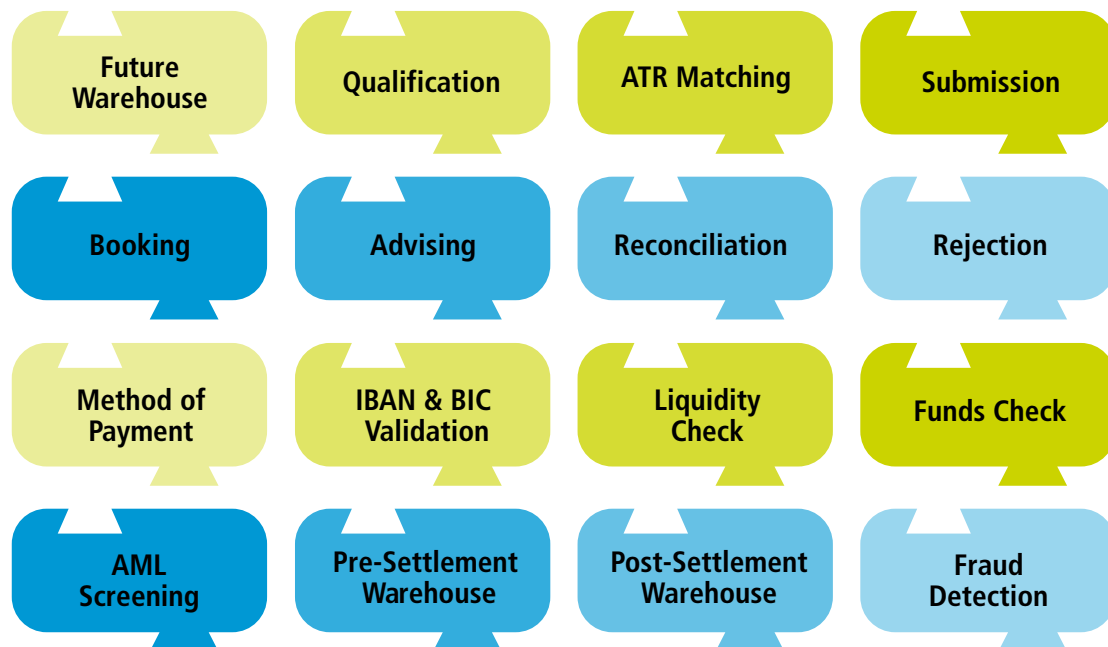 Future
Warehouse
Qualification
ATR Matching
Submission
Booking
Advising
Reconciliation
Rejection
Method of
Payment
IBAN & BIC
Validation
Liquidity
Check
Funds Check
AML
Screening
Pre-Settlement
Warehouse
Post-Settlement
Warehouse
Fraud
Detection